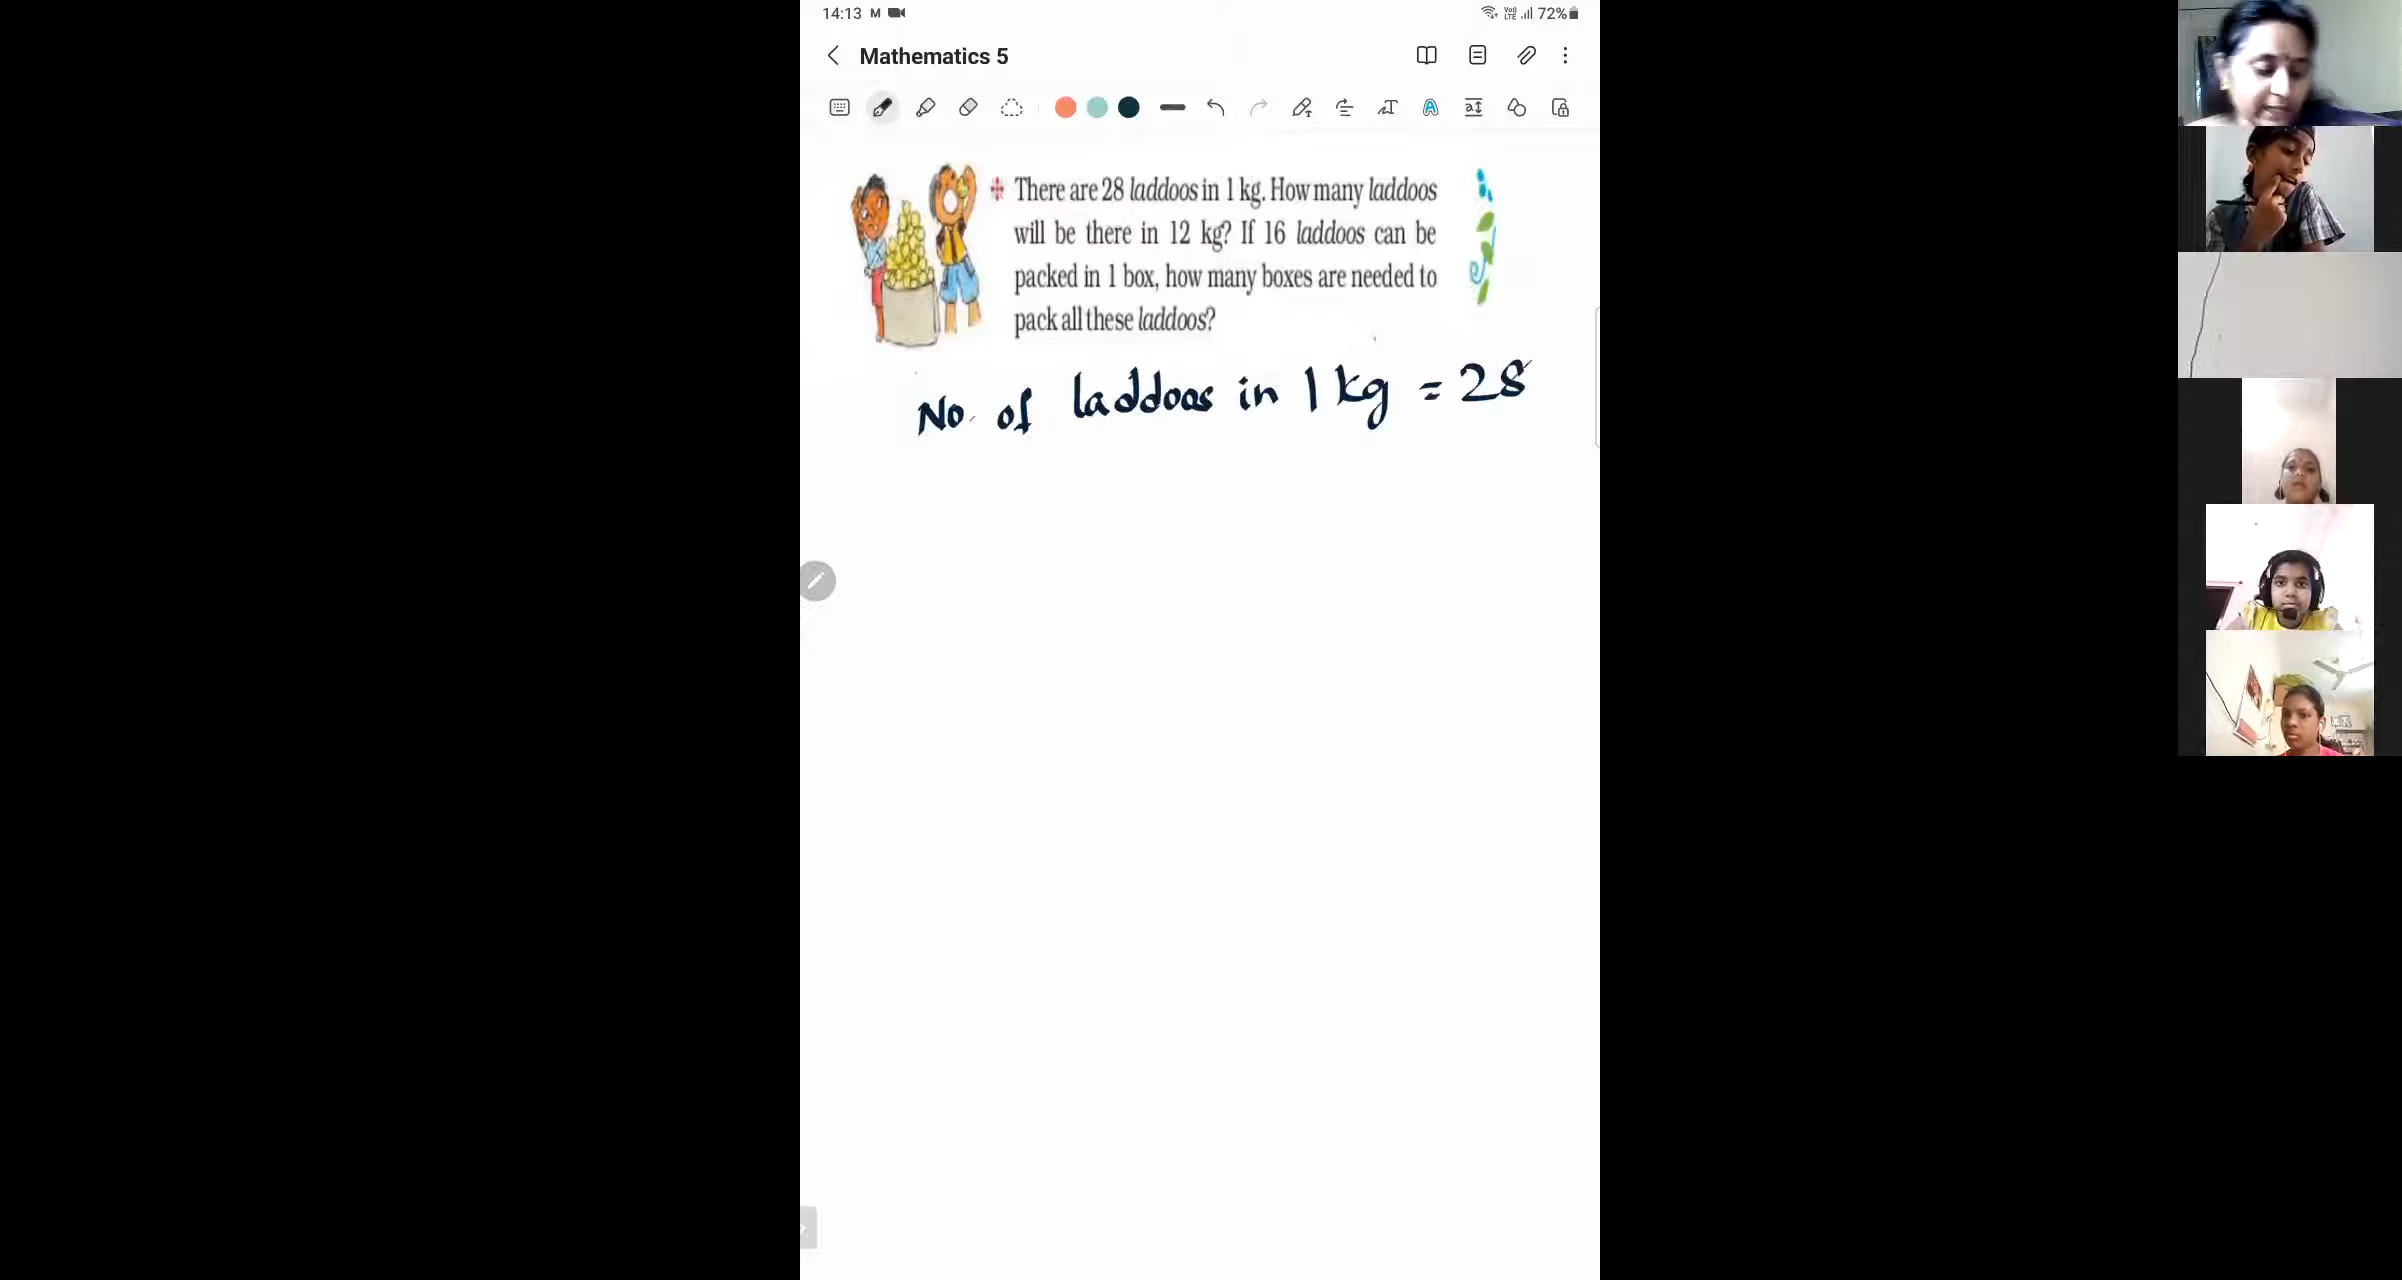 14:13 M
72%
Mathematics 5
There are 28 laddoos in 1 kg. How many laddoos
will be there in 12 kg? If 16 laddoos can be
packed in 1 box, how many boxes are needed to
pack all these laddoos?
No. of laddoos in 1 kg = 28